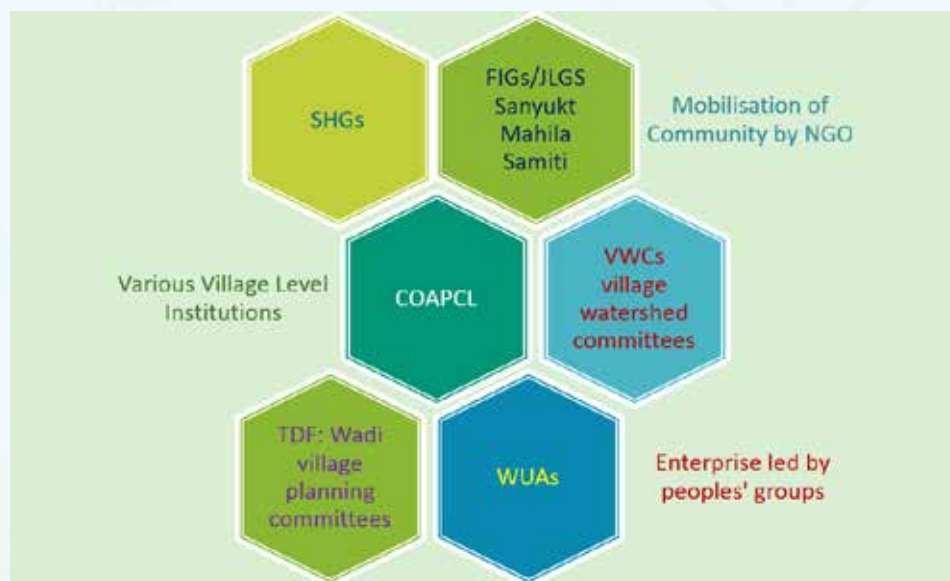 SHGs
FIGs/JLGS
Sanyukt
Mahila
Samiti
Mobilisation of
Community by NGO
Various Village Level
Institutions
COAPCL
VWCs
village
watershed
committees
TDF: Wadi
village
planning
committees
WUAs
Enterprise led by
peoples' groups